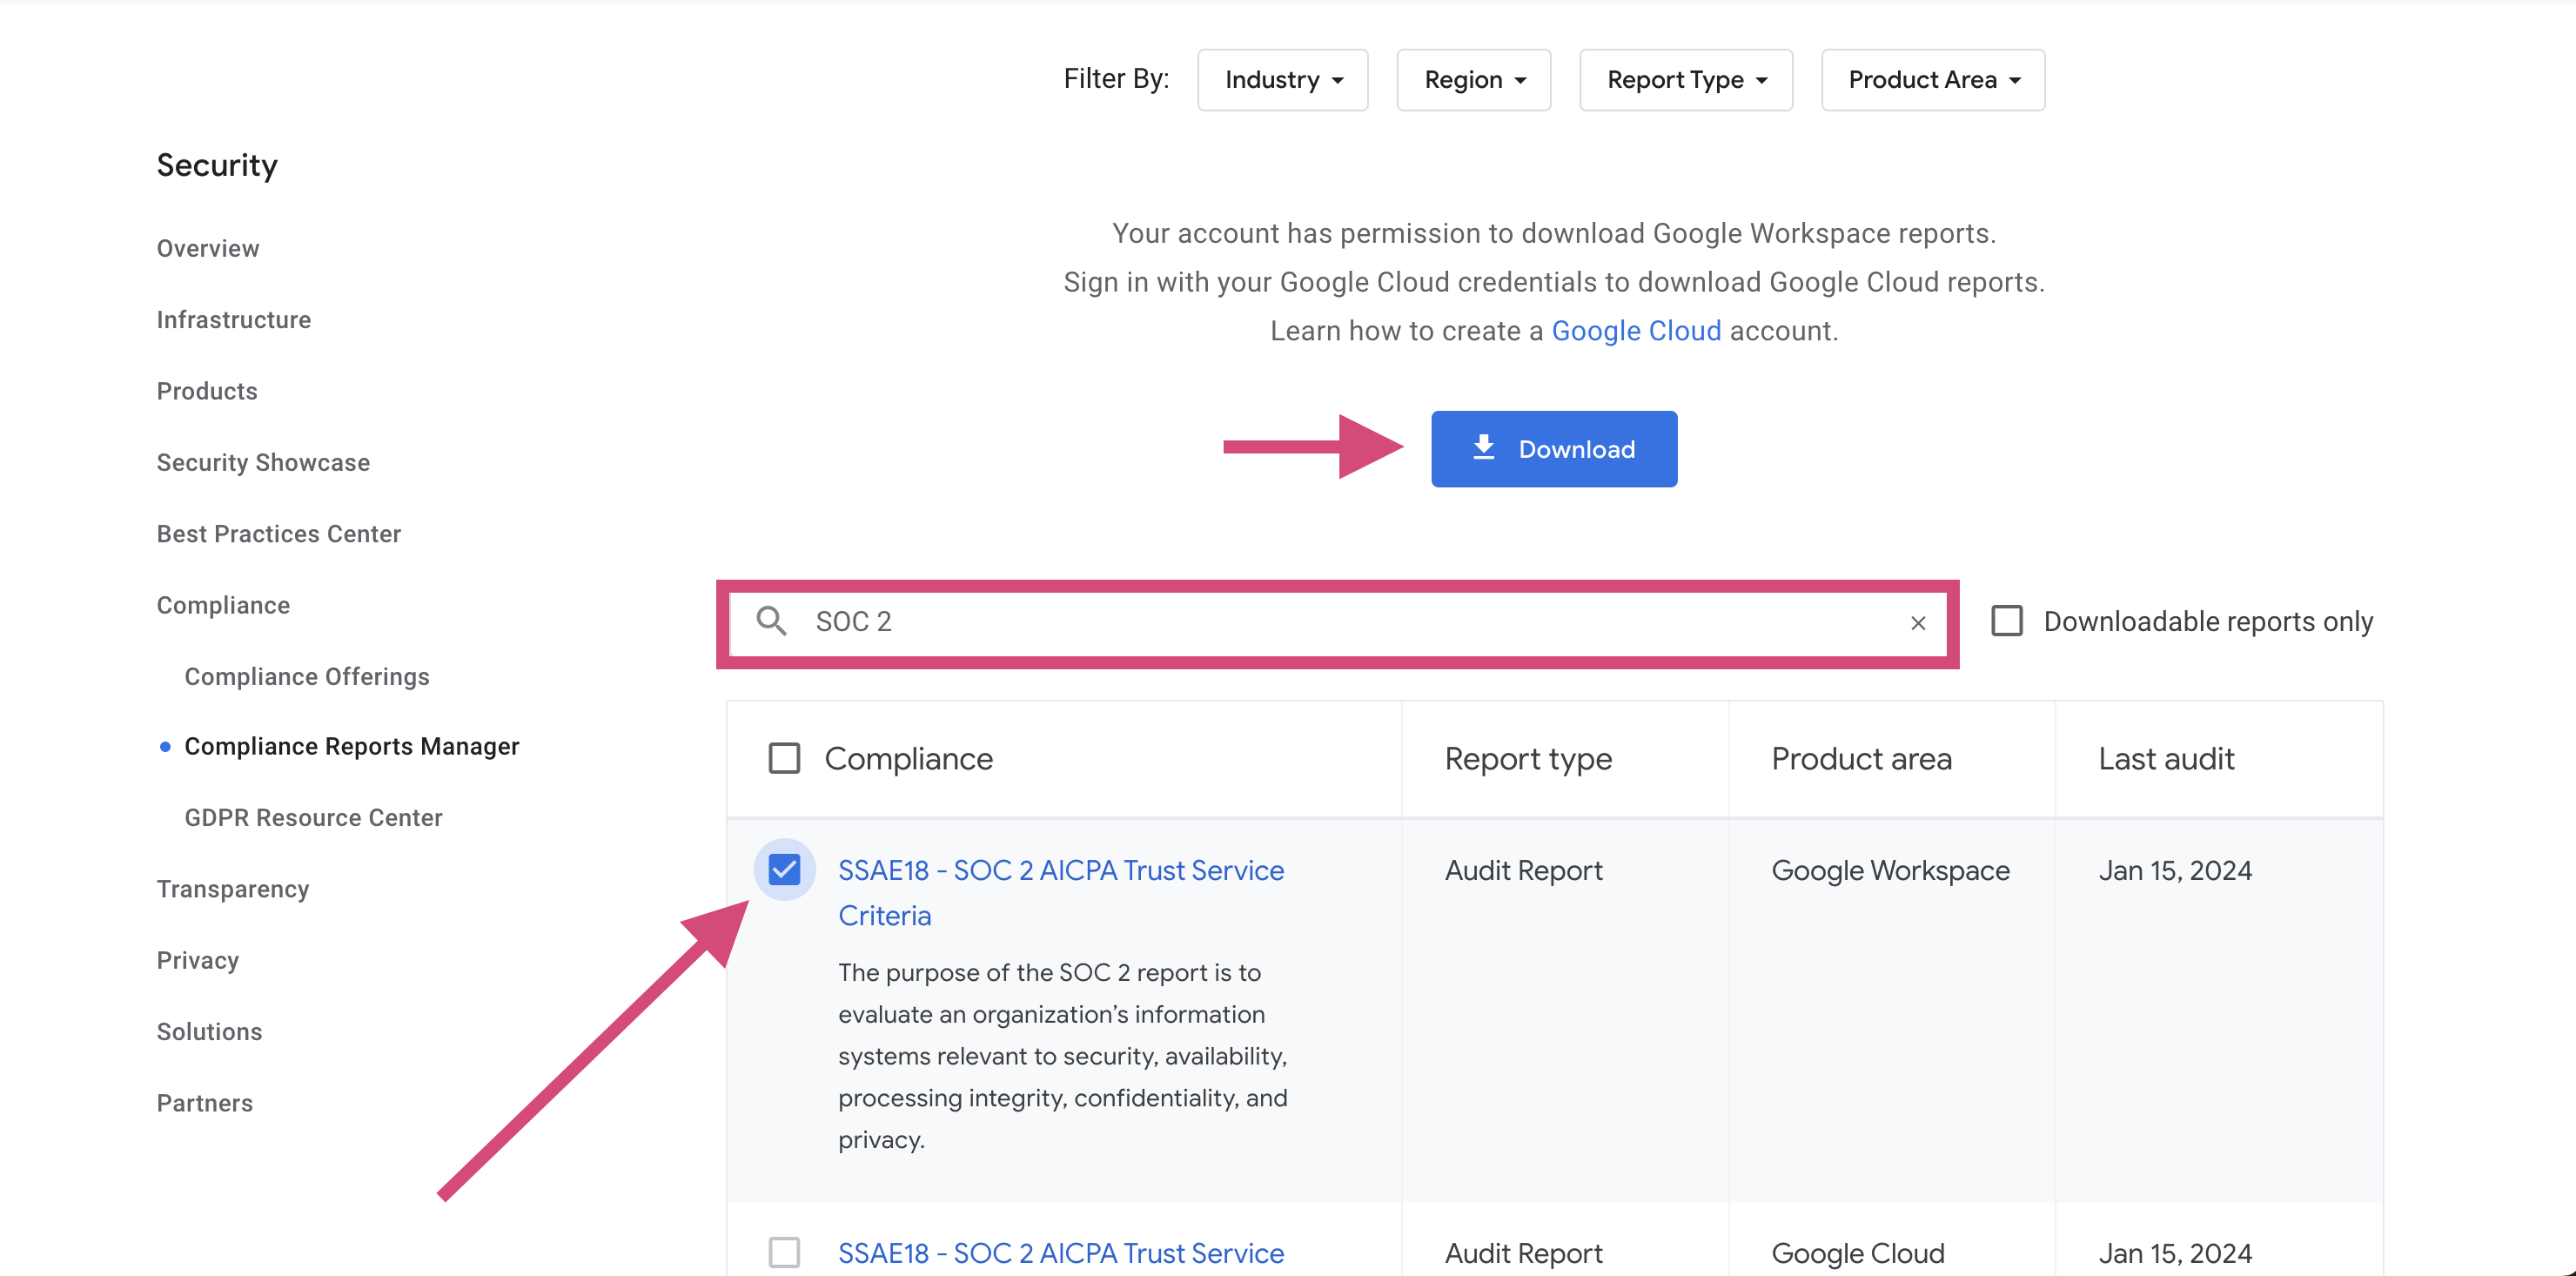 Filter By: Industry Region Report Type Product Area
Security
Overview
Infrastructure
Products
Security Showcase
Best Practices Center
Compliance
Compliance Offerings
Compliance Reports Manager
GDPR Resource Center
Transparency
Privacy
Solutions
Partners
Your account has permission to download Google Workspace reports.
Sign in with your Google Cloud credentials to download Google Cloud reports.
Learn how to create a Google Cloud account.
Download
SOC 2 ×
Downloadable reports only
Compliance Report type Product area Last audit
SSAE18 - SOC 2 AICPA Trust Service Audit Report Google Workspace Jan 15, 2024
Criteria
The purpose of the SOC 2 report is to
evaluate an organization’s information
systems relevant to security, availability,
processing integrity, confidentiality, and
privacy.
SSAE18 - SOC 2 AICPA Trust Service Audit Report Google Cloud Jan 15, 2024